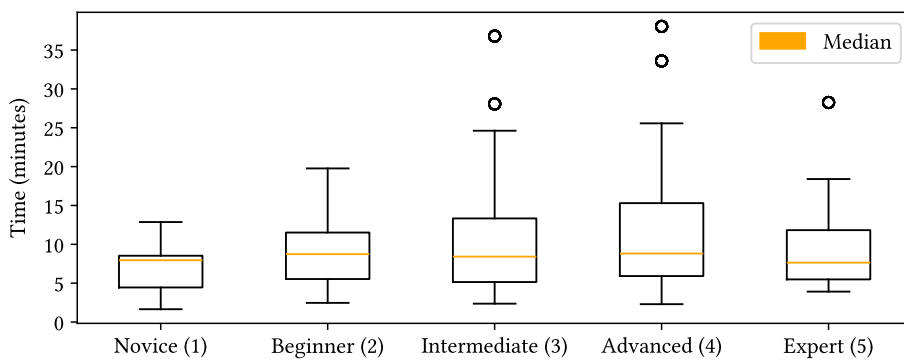 Time (minutes)
35
30
25
20
15
10
5
0
Median
Novice (1)
Beginner (2)
Intermediate (3)
Advanced (4)
Expert (5)